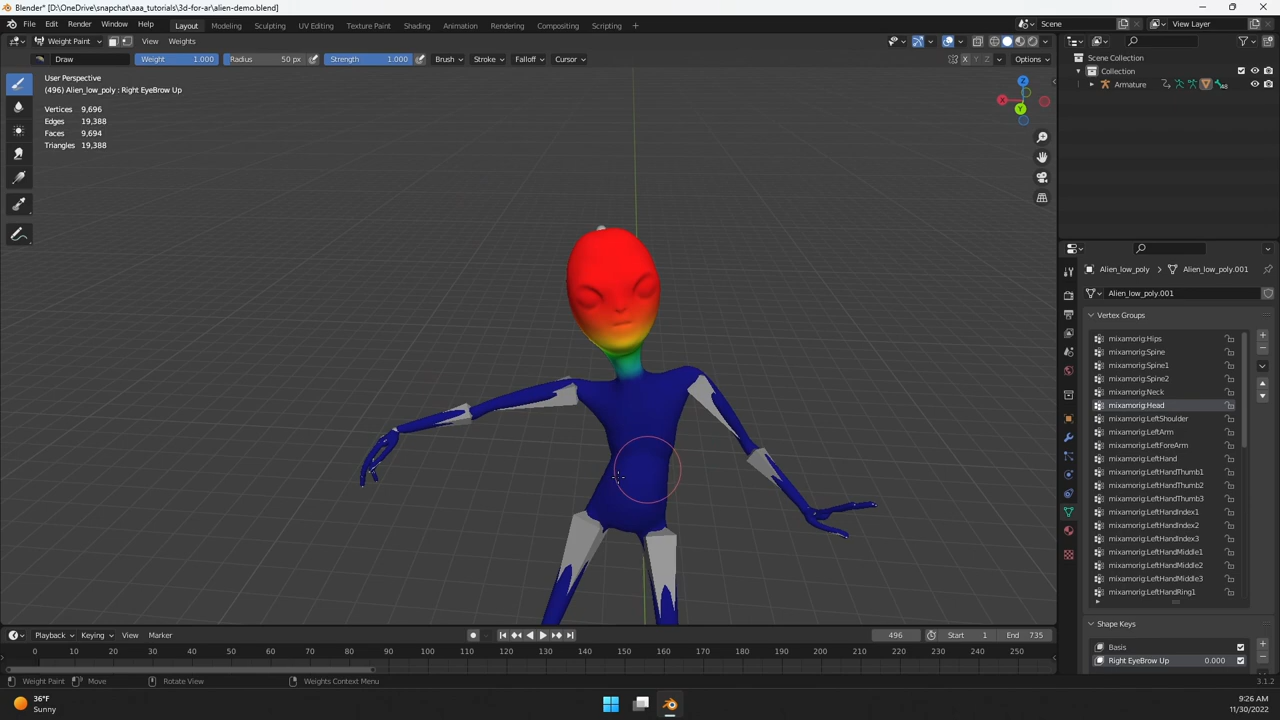 Blender* [D:\OneDrive\snapchat\aaa_tutorials\3d-for-ar\alien-demo.blend]
File Edit Render Window Help Layout Modeling Sculpting UV Editing Texture Paint Shading Animation Rendering Compositing Scripting + Scene View Layer
Weight Paint View Weights
Draw Weight 1.000 Radius 50 px Strength 1.000 Brush Stroke Falloff Cursor X Y Z Options
User Perspective
(496) Alien_low_poly : Right EyeBrow Up
Vertices 9,696
Edges 19,388
Faces 9,694
Triangles 19,388
Z
X
Y
Scene Collection
Collection
Armature
Alien_low_poly > Alien_low_poly.001
Alien_low_poly.001
Vertex Groups
mixamorig:Hips
mixamorig:Spine
mixamorig:Spine1
mixamorig:Spine2
mixamorig:Neck
mixamorig:Head
mixamorig:LeftShoulder
mixamorig:LeftArm
mixamorig:LeftForeArm
mixamorig:LeftHand
mixamorig:LeftHandThumb1
mixamorig:LeftHandThumb2
mixamorig:LeftHandThumb3
mixamorig:LeftHandIndex1
mixamorig:LeftHandIndex2
mixamorig:LeftHandIndex3
mixamorig:LeftHandMiddle1
mixamorig:LeftHandMiddle2
mixamorig:LeftHandMiddle3
mixamorig:LeftHandRing1
Shape Keys
Basis
Right EyeBrow Up 0.000
Playback Keying View Marker 496 Start 1 End 735
0 10 20 30 40 50 60 70 80 90 100 110 120 130 140 150 160 170 180 190 200 210 220 230 240 250
Weight Paint Move Rotate View Weights Context Menu 3.1.2
36°F
Sunny
9:26 AM
11/30/2022